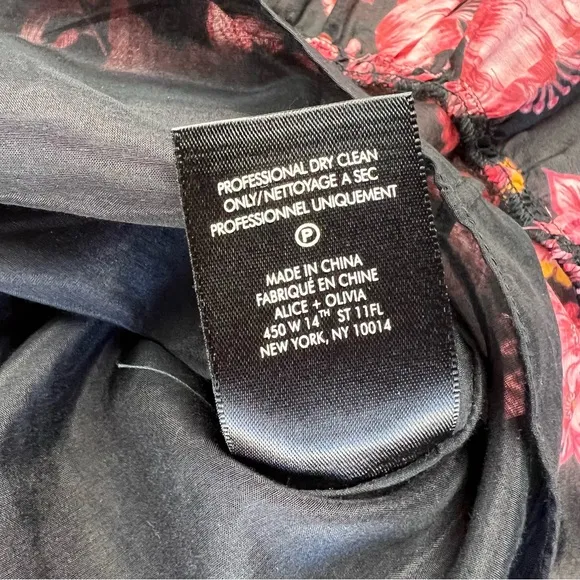 PROFESSIONAL DRY CLEAN
ONLY/NETTOYAGE A SEC
PROFESSIONNEL UNIQUEMENT
P
MADE IN CHINA
FABRIQUÉ EN CHINE
ALICE + OLIVIA
450 W 14TH ST 11FL
NEW YORK, NY 10014